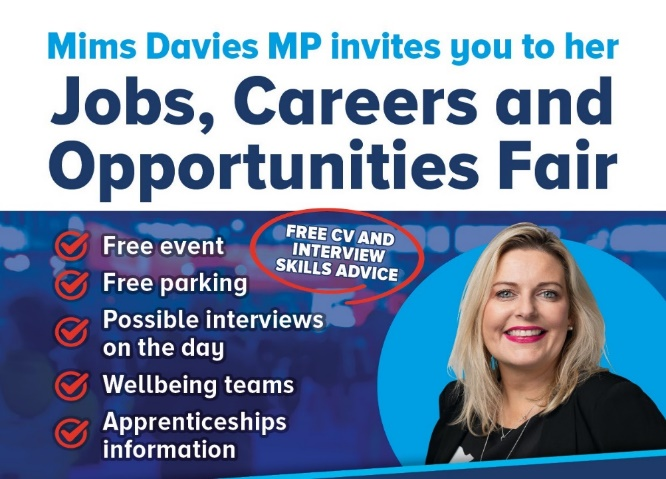 Mims Davies MP invites you to her
Jobs, Careers and
Opportunities Fair
Free event
Free parking
Possible interviews
on the day
Wellbeing teams
Apprenticeships
information
FREE CV AND
INTERVIEW
SKILLS ADVICE